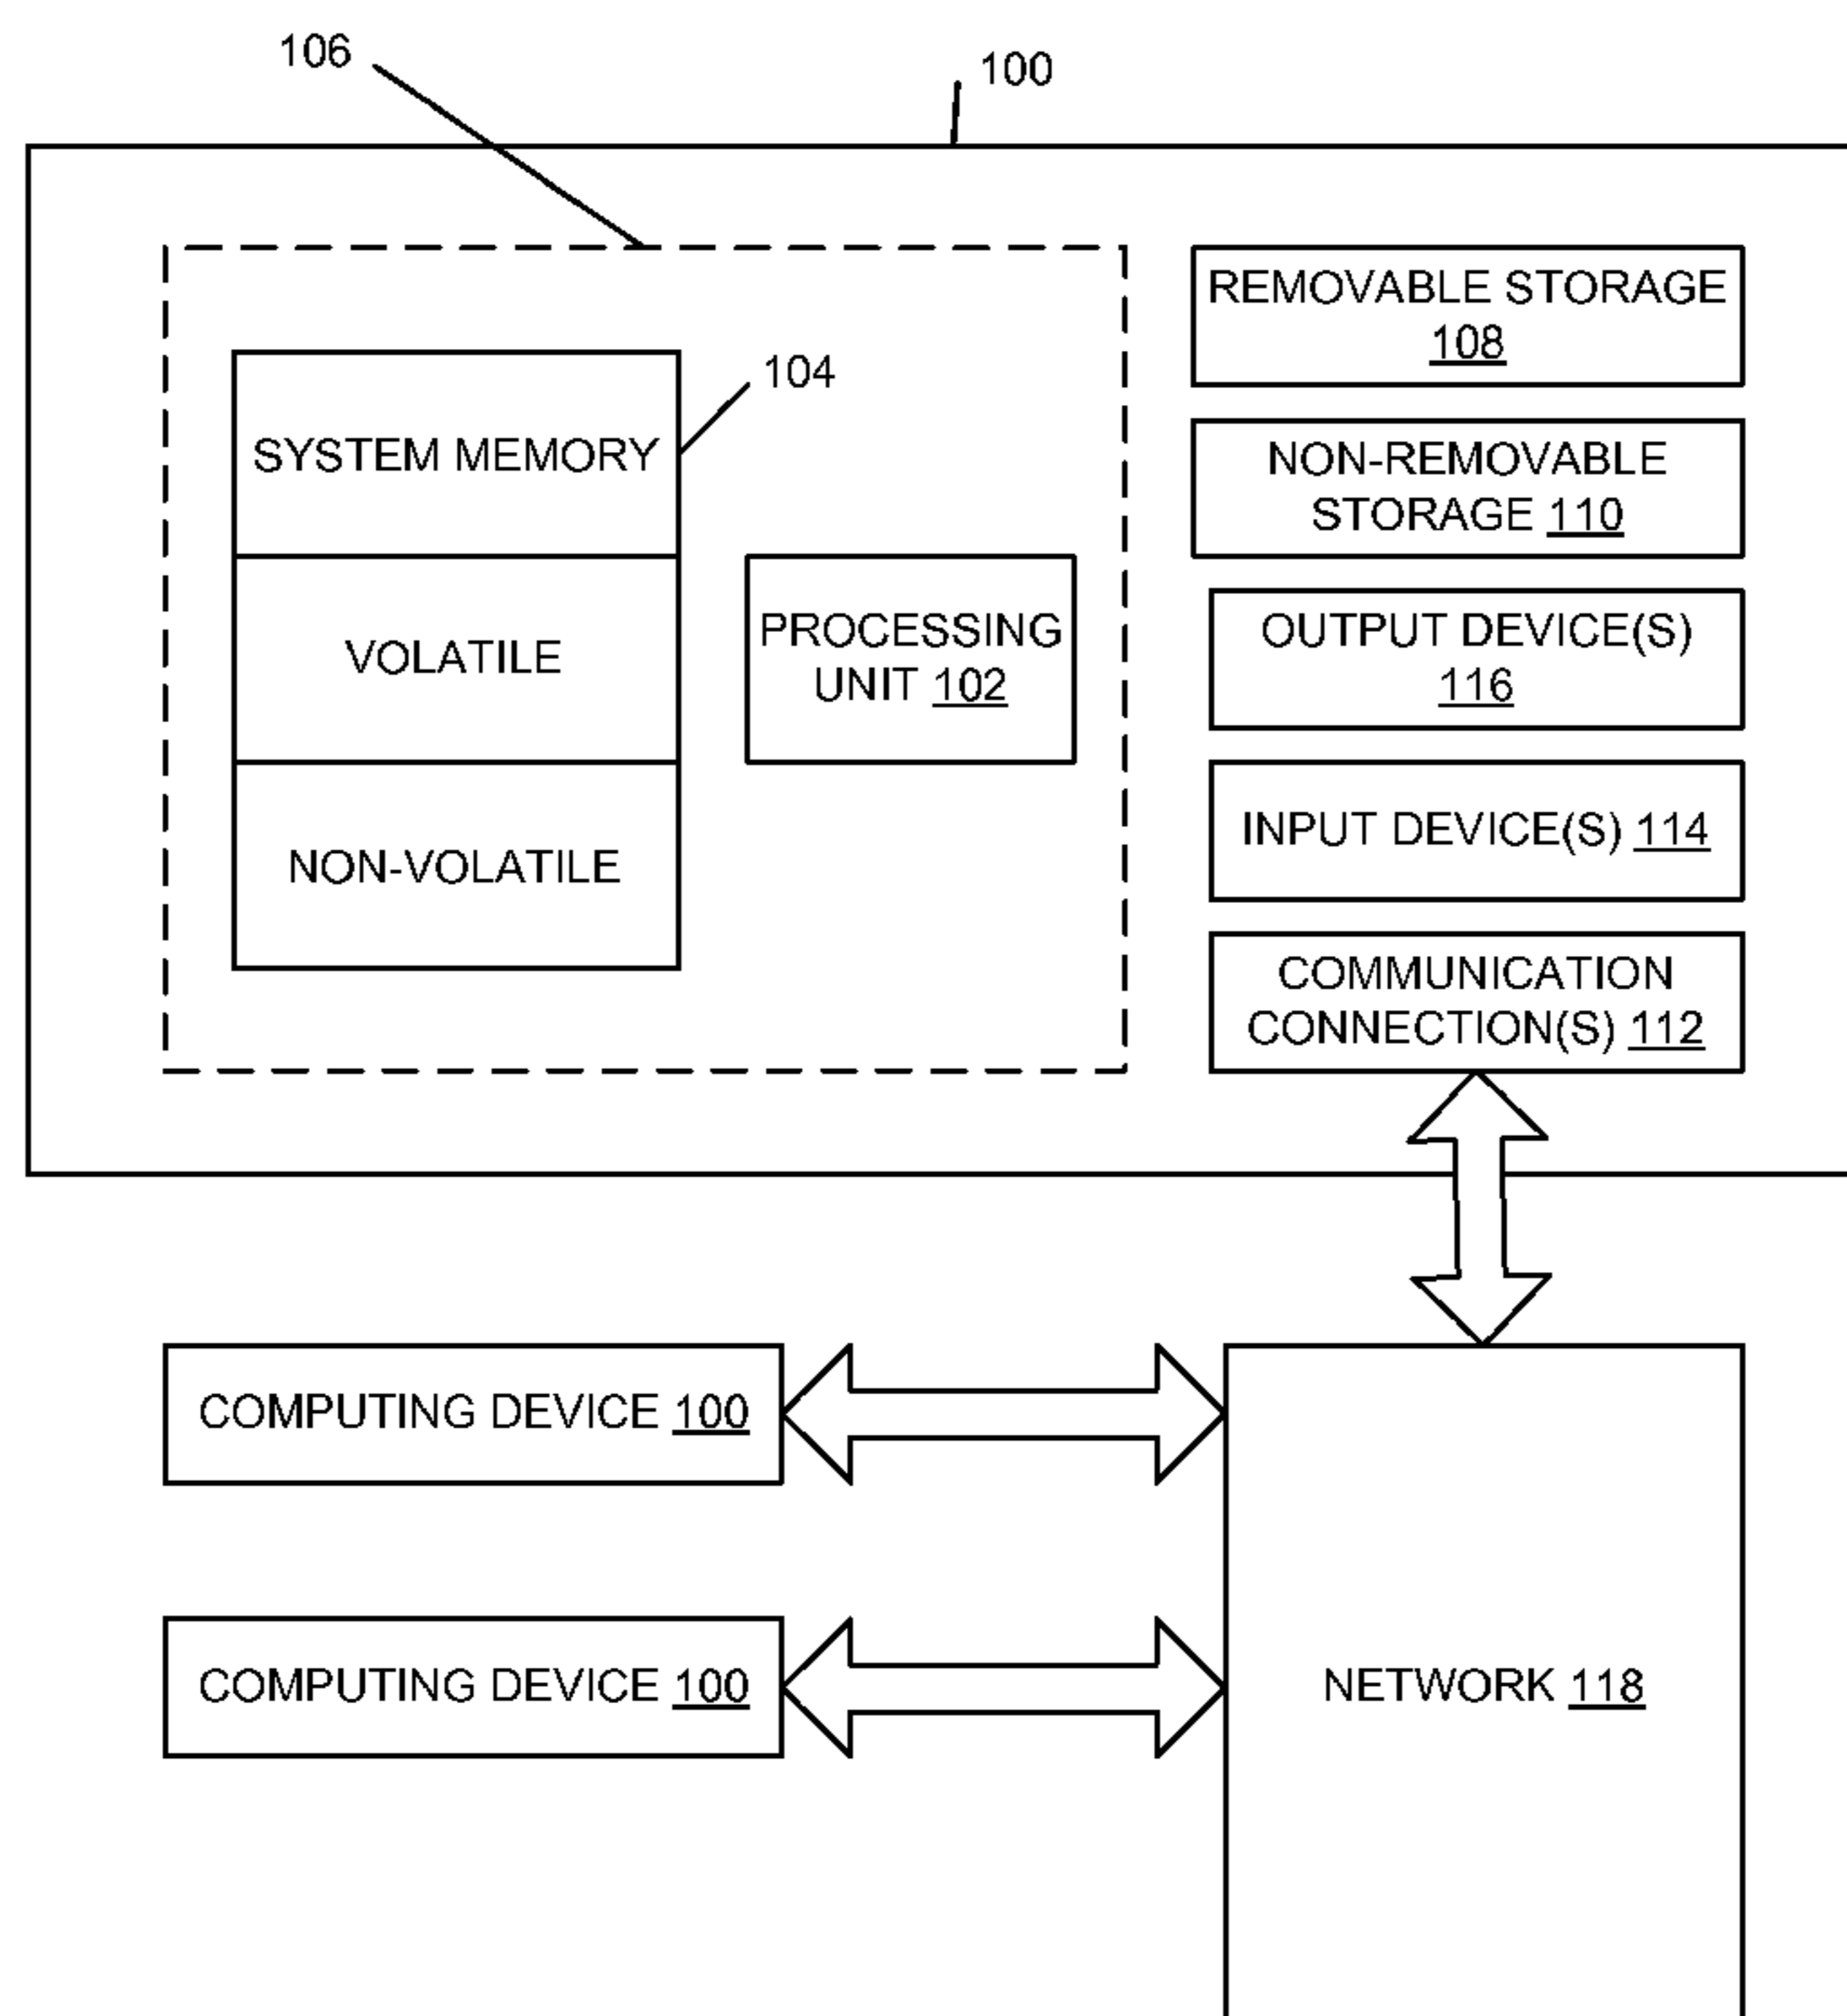 106
100
SYSTEM MEMORY
104
VOLATILE
NON-VOLATILE
PROCESSING
UNIT 102
REMOVABLE STORAGE
108
NON-REMOVABLE
STORAGE 110
OUTPUT DEVICE(S)
116
INPUT DEVICE(S) 114
COMMUNICATION
CONNECTION(S) 112
COMPUTING DEVICE 100
COMPUTING DEVICE 100
NETWORK 118